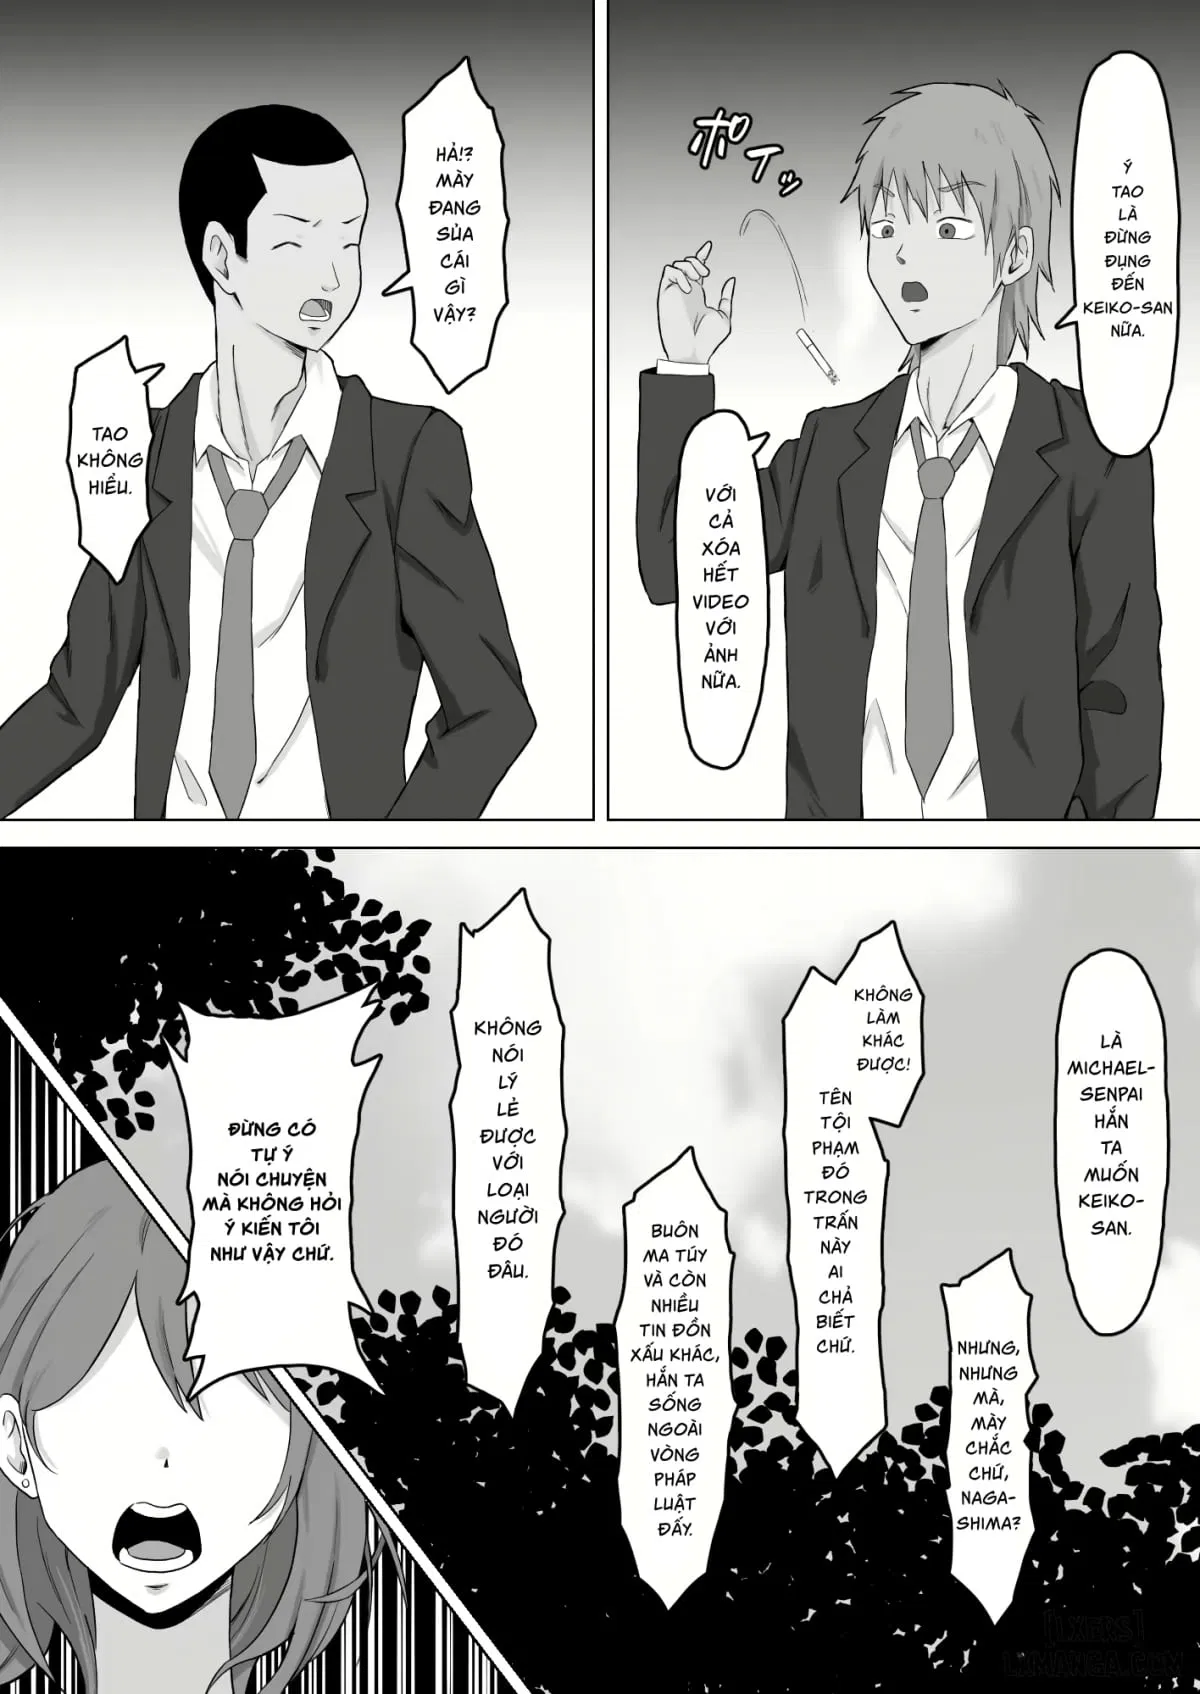 Ý
TAO
LÀ
ĐỪNG
ĐỤNG
ĐẾN
KEIKO-SAN
NỮA.
ポイッ
VỚI
CẢ
XÓA
HẾT
VIDEO
VỚI
ẢNH
NỮA.
HẢ!?
MÀY
ĐANG
SỦA
CÁI
GÌ
VẬY?
TAO
KHÔNG
HIỂU.
LÀ
MICHAEL-
SENPAI
HẮN
TA
MUỐN
KEIKO-
SAN.
NHƯNG,
NHƯNG
MÀ,
MÀY
CHẮC
CHỨ,
NAGA-
SHIMA?
KHÔNG
LÀM
KHÁC
ĐƯỢC!
TÊN
TỘI
PHẠM
ĐÓ
TRONG
TRẤN
NÀY
AI
CHẢ
BIẾT
CHỨ.
BUÔN
MA TÚY
VÀ CÒN
NHIỀU
TIN ĐỒN
XẤU KHÁC,
HẮN TA
SỐNG
NGOÀI
VÒNG
PHÁP
LUẬT
ĐẤY.
KHÔNG
NÓI
LÝ
LẺ
ĐƯỢC
VỚI
LOẠI
NGƯỜI
ĐÓ
ĐÂU.
ĐỪNG CÓ
TỰ Ý
NÓI CHUYỆN
MÀ KHÔNG HỎI
Ý KIẾN TÔI
NHƯ VẬY CHỨ.
[LXERS]
LXMANGA.COM